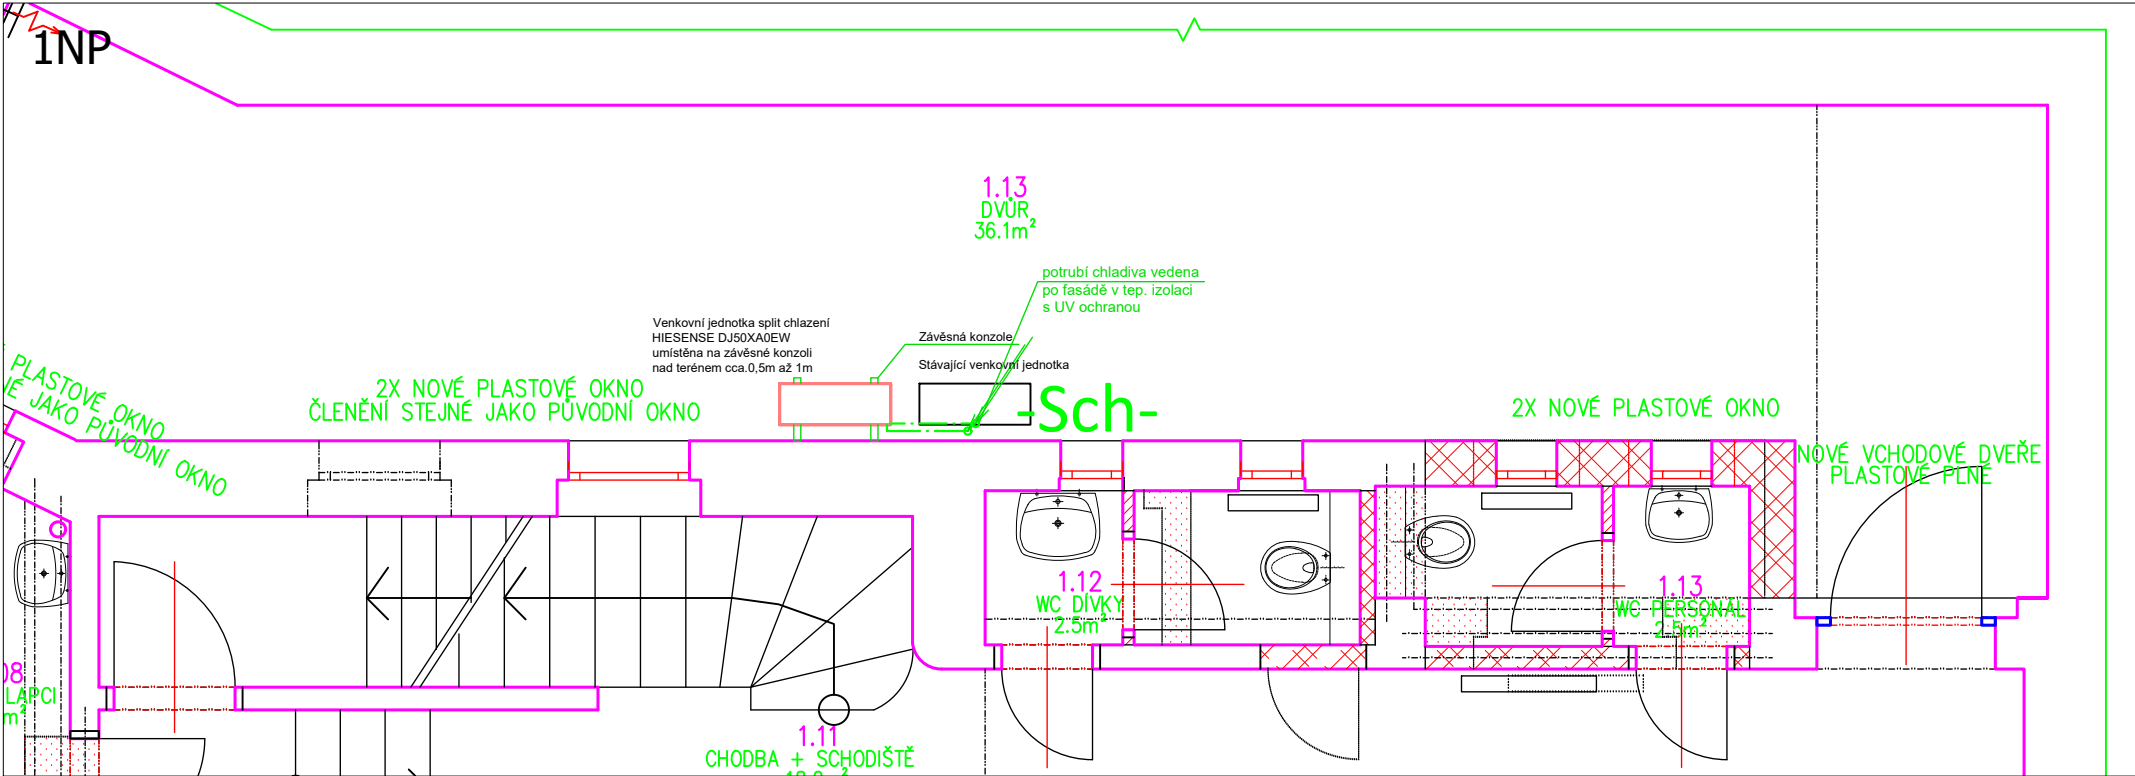 1NP
1.13
DVŮR
36.1m²
potrubí chladiva vedena
po fasádě v tep. izolaci
s UV ochranou
Venkovní jednotka split chlazení
HIESENSE DJ50XA0EW
umístěna na závěsné konzoli
nad terénem cca.0,5m až 1m
Závěsná konzole
Stávající venkovní jednotka
-Sch-
PLASTOVÉ OKNO
JAKO PŮVODNÍ OKNO
2X NOVÉ PLASTOVÉ OKNO
ČLENĚNÍ STEJNÉ JAKO PŮVODNÍ OKNO
2X NOVÉ PLASTOVÉ OKNO
NOVÉ VCHODOVÉ DVEŘE
PLASTOVÉ PLNÉ
1.12
WC DÍVKY
2.5m²
1.13
WC PERSONÁL
2.5m²
08
LAPCI
m²
1.11
CHODBA + SCHODIŠTĚ